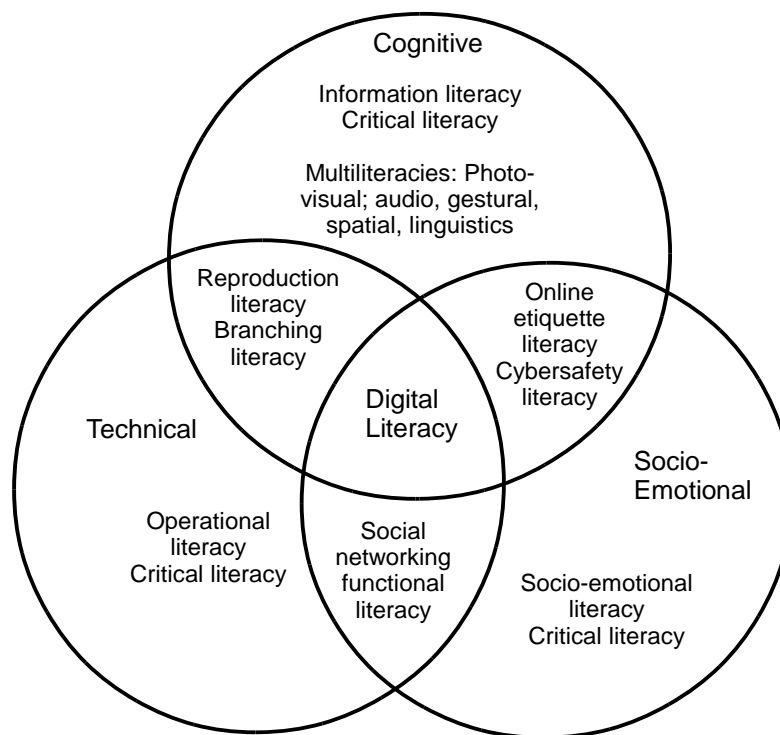 Cognitive
Information literacy
Critical literacy
Multiliteracies: Photo-
visual; audio, gestural,
spatial, linguistics
Reproduction
literacy
Branching
literacy
Online
etiquette
literacy
Cybersafety
literacy
Digital
Literacy
Technical
Socio-
Emotional
Operational
literacy
Critical literacy
Social
networking
functional
literacy
Socio-emotional
literacy
Critical literacy